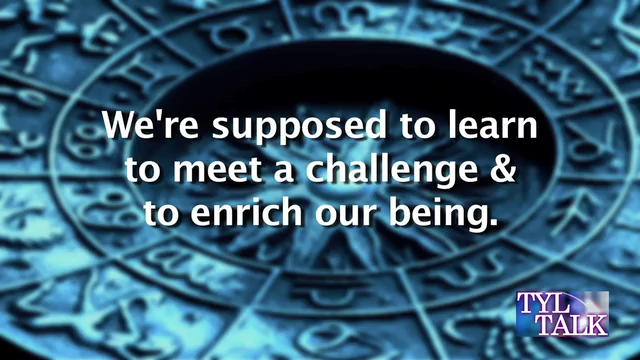 We're supposed to learn
to meet a challenge &
to enrich our being.
TYL
TALK